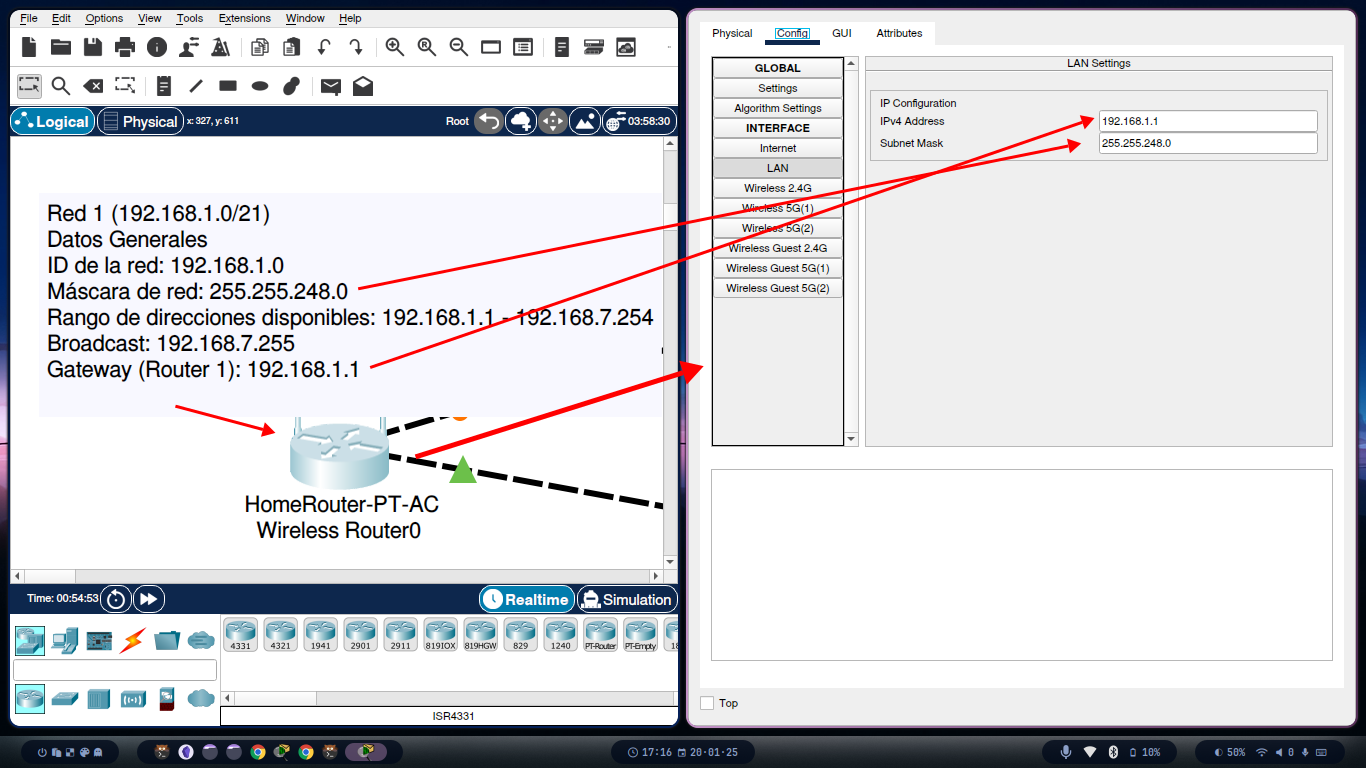 File Edit Options View Tools Extensions Window Help
Logical Physical x: 327, y: 611 Root 03:58:30
Red 1 (192.168.1.0/21)
Datos Generales
ID de la red: 192.168.1.0
Máscara de red: 255.255.248.0
Rango de direcciones disponibles: 192.168.1.1 - 192.168.7.254
Broadcast: 192.168.7.255
Gateway (Router 1): 192.168.1.1
HomeRouter-PT-AC
Wireless Router0
Time: 00:54:53 Realtime Simulation
4331 4321 1941 2901 2911 819IOX 819HGW 829 1240 PT-Router PT-Empty
ISR4331
Physical Config GUI Attributes
GLOBAL
Settings
Algorithm Settings
INTERFACE
Internet
LAN
Wireless 2.4G
Wireless 5G(1)
Wireless 5G(2)
Wireless Guest 2.4G
Wireless Guest 5G(1)
Wireless Guest 5G(2)
LAN Settings
IP Configuration
IPv4 Address 192.168.1.1
Subnet Mask 255.255.248.0
Top
17:16 20-01-25 10% 50% 0